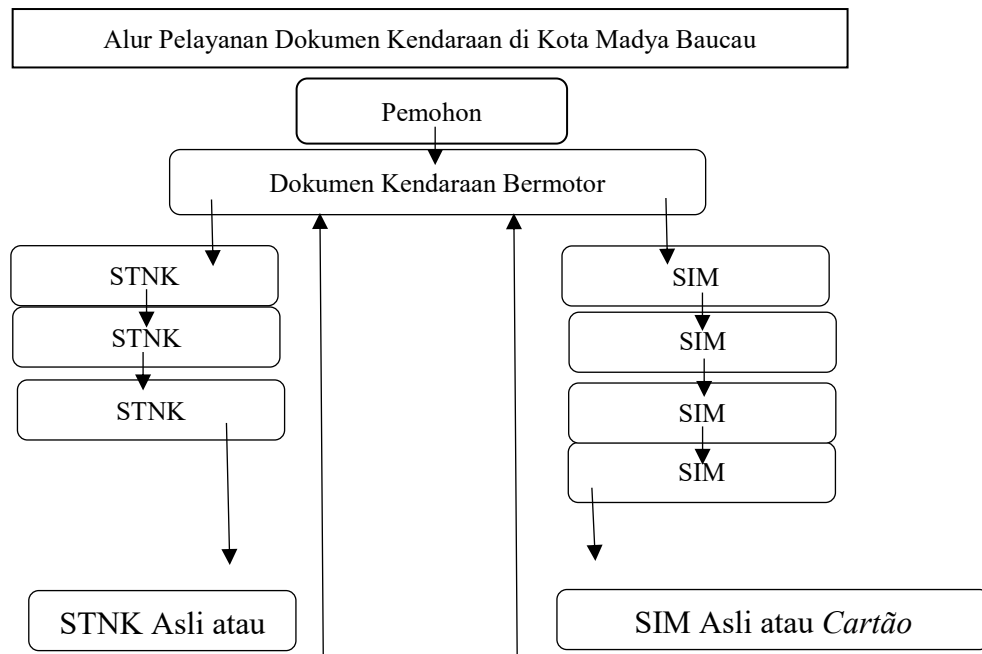 Alur Pelayanan Dokumen Kendaraan di Kota Madya Baucau
Pemohon
Dokumen Kendaraan Bermotor
STNK
STNK
STNK
SIM
SIM
SIM
SIM
STNK Asli atau
SIM Asli atau Cartão